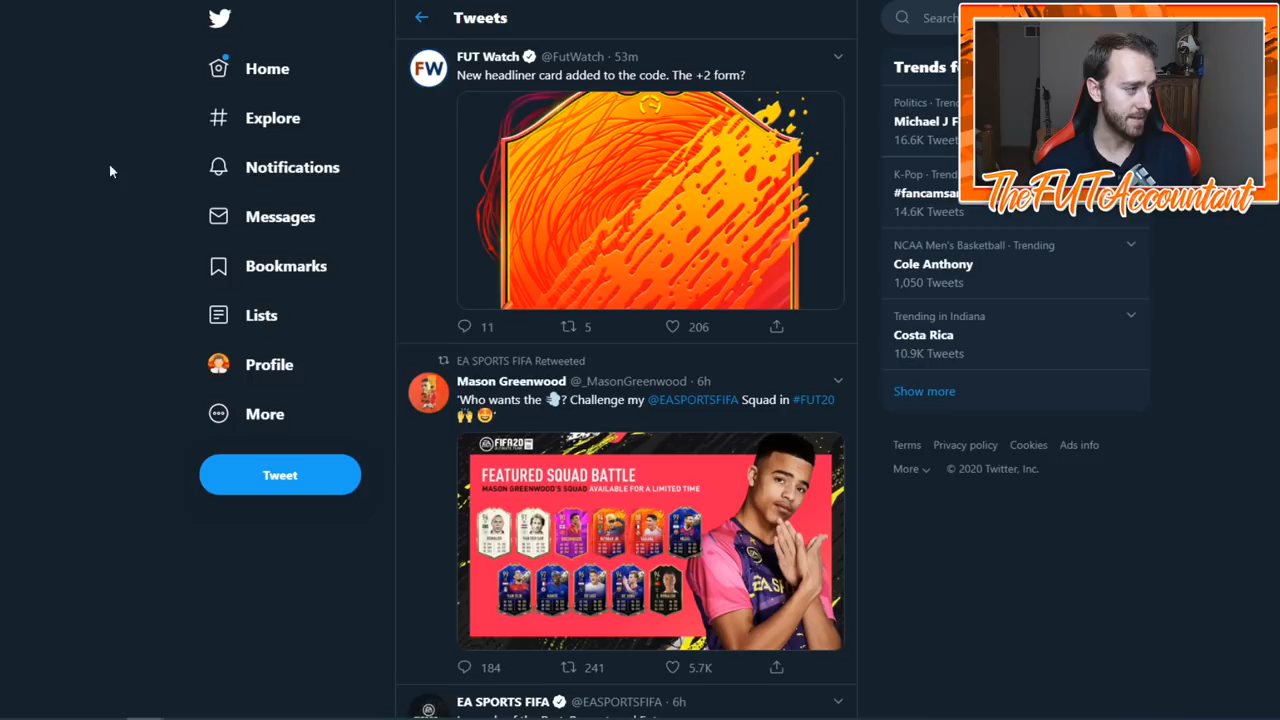 Home
Explore
Notifications
Messages
Bookmarks
Lists
Profile
More
Tweet
Tweets
FUT Watch @FutWatch · 53m
New headliner card added to the code. The +2 form?
FW
11 5 206
EA SPORTS FIFA Retweeted
Mason Greenwood @_MasonGreenwood · 6h
'Who wants the 💨? Challenge my @EASPORTSFIFA Squad in #FUT20
🙌 🤩'
FIFA20
FEATURED SQUAD BATTLE
MASON GREENWOOD'S SQUAD AVAILABLE FOR A LIMITED TIME
184 241 5.7K
EA SPORTS FIFA @EASPORTSFIFA · 6h
Search
Trends f
Politics · Tren
Michael J F
16.6K Tweet
K-Pop · Trend
#fancamsa
14.6K Tweets
NCAA Men's Basketball · Trending
Cole Anthony
1,050 Tweets
Trending in Indiana
Costa Rica
10.9K Tweets
Show more
Terms Privacy policy Cookies Ads info
More © 2020 Twitter, Inc.
TheFUTAccountant